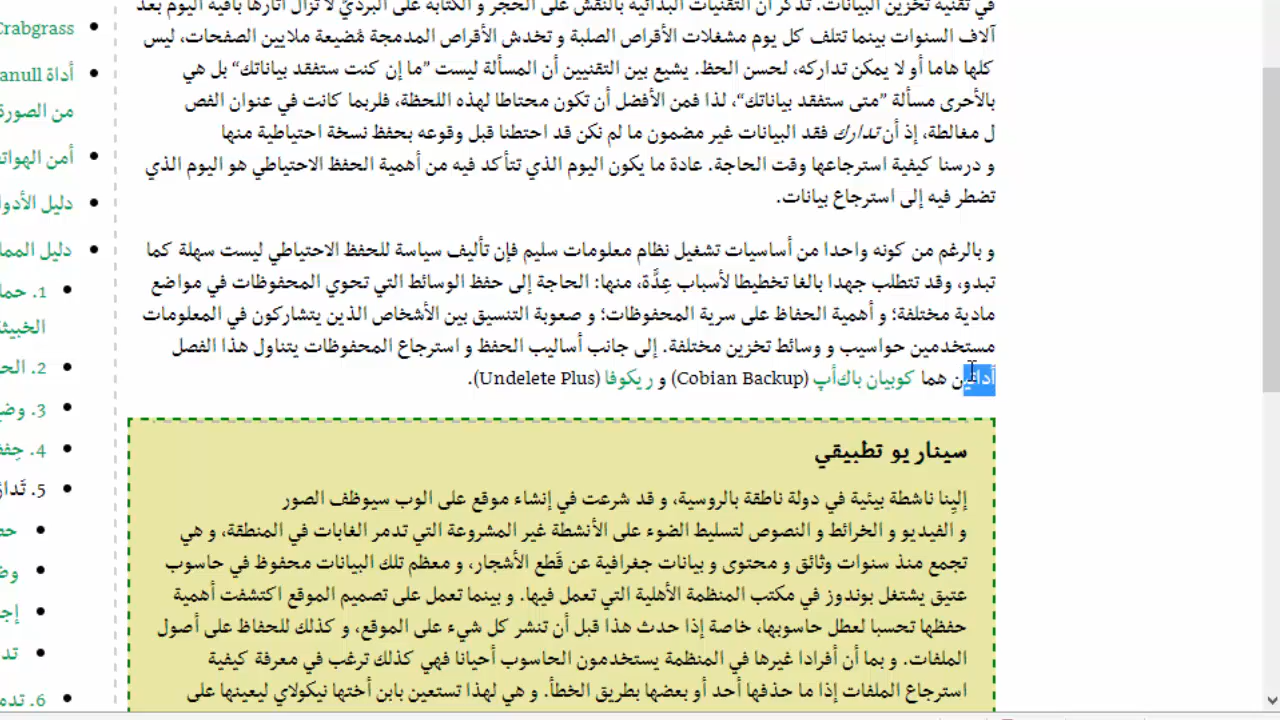 في تقنية تخزين البيانات. تذكر أن التقنيات البدائية بالنقش على الحجر و الكتابة على البرديّ لا تزال آثارها باقية اليوم بعد
آلاف السنوات بينما تتلف كل يوم مشغلات الأقراص الصلبة و تخدش الأقراص المدمجة مُضيعة ملايين الصفحات، ليس
كلها هاما أو لا يمكن تداركه، لحسن الحظ. يشيع بين التقنيين أن المسألة ليست ”ما إن كنت ستفقد بياناتك“ بل هي
بالأحرى مسألة ”متى ستفقد بياناتك“، لذا فمن الأفضل أن تكون محتاطا لهذه اللحظة، فلربما كانت في عنوان الفص
ل مغالطة، إذ أن تدارك فقد البيانات غير مضمون ما لم نكن قد احتطنا قبل وقوعه بحفظ نسخة احتياطية منها
و درسنا كيفية استرجاعها وقت الحاجة. عادة ما يكون اليوم الذي تتأكد فيه من أهمية الحفظ الاحتياطي هو اليوم الذي
تضطر فيه إلى استرجاع بيانات.
و بالرغم من كونه واحدا من أساسيات تشغيل نظام معلومات سليم فإن تأليف سياسة للحفظ الاحتياطي ليست سهلة كما
تبدو، وقد تتطلب جهدا بالغا تخطيطا لأسباب عِدَّة، منها: الحاجة إلى حفظ الوسائط التي تحوي المحفوظات في مواضع
مادية مختلفة؛ و أهمية الحفاظ على سرية المحفوظات؛ و صعوبة التنسيق بين الأشخاص الذين يتشاركون في المعلومات
مستخدمين حواسيب و وسائط تخزين مختلفة. إلى جانب أساليب الحفظ و استرجاع المحفوظات يتناول هذا الفصل
أداتين هما كوبيان باك‌أپ (Cobian Backup) و ريكوفا (Undelete Plus).
سيناريو تطبيقي
إليِنا ناشطة بيئية في دولة ناطقة بالروسية، و قد شرعت في إنشاء موقع على الوب سيوظف الصور
و الفيديو و الخرائط و النصوص لتسليط الضوء على الأنشطة غير المشروعة التي تدمر الغابات في المنطقة، و هي
تجمع منذ سنوات وثائق و محتوى و بيانات جغرافية عن قَطع الأشجار، و معظم تلك البيانات محفوظ في حاسوب
عتيق يشتغل بوندوز في مكتب المنظمة الأهلية التي تعمل فيها. و بينما تعمل على تصميم الموقع اكتشفت أهمية
حفظها تحسبا لعطل حاسوبها، خاصة إذا حدث هذا قبل أن تنشر كل شيء على الموقع، و كذلك للحفاظ على أصول
الملفات. و بما أن أفرادا غيرها في المنظمة يستخدمون الحاسوب أحيانا فهي كذلك ترغب في معرفة كيفية
استرجاع الملفات إذا ما حذفها أحد أو بعضها بطريق الخطأ. و هي لهذا تستعين بابن أختها نيكولاي ليعينها على
Crabgrass
أداة
من الصورة
أمن
دليل
دليل
1.
2.
3.
4.
5.
6.